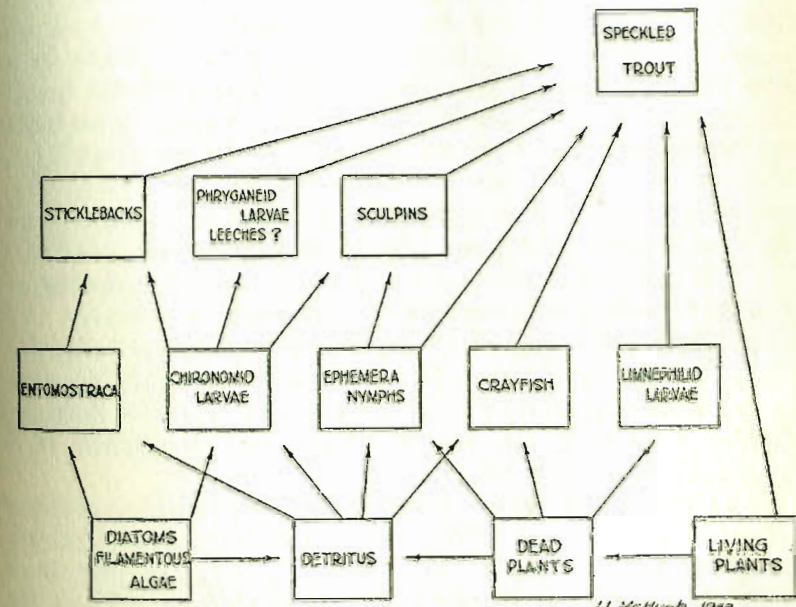 SPECKLED
TROUT
STICKLEBACKS
PHRYGANEID
LARVAE
LEECHES ?
SCULPINS
ENTOMOSTRACA
CHIRONOMID
LARVAE
EPHEMERA
NYMPHS
CRAYFISH
LIMNEPHILID
LARVAE
DIATOMS
FILAMENTOUS
ALGAE
DETRITUS
DEAD
PLANTS
LIVING
PLANTS